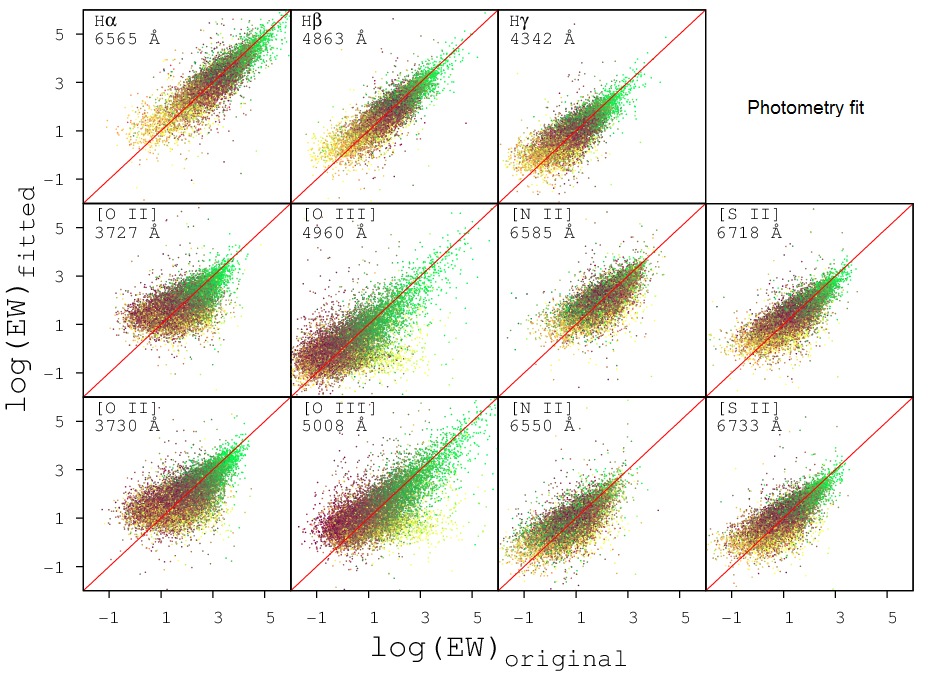 Hα
6565 Å
Hβ
4863 Å
Hγ
4342 Å
Photometry fit
5
3
1
−1
[O II]
3727 Å
[O III]
4960 Å
[N II]
6585 Å
[S II]
6718 Å
5
3
1
−1
[O II]
3730 Å
[O III]
5008 Å
[N II]
6550 Å
[S II]
6733 Å
5
3
1
−1
−1 1 3 5 −1 1 3 5 −1 1 3 5 −1 1 3 5
log(EW)fitted
log(EW)original